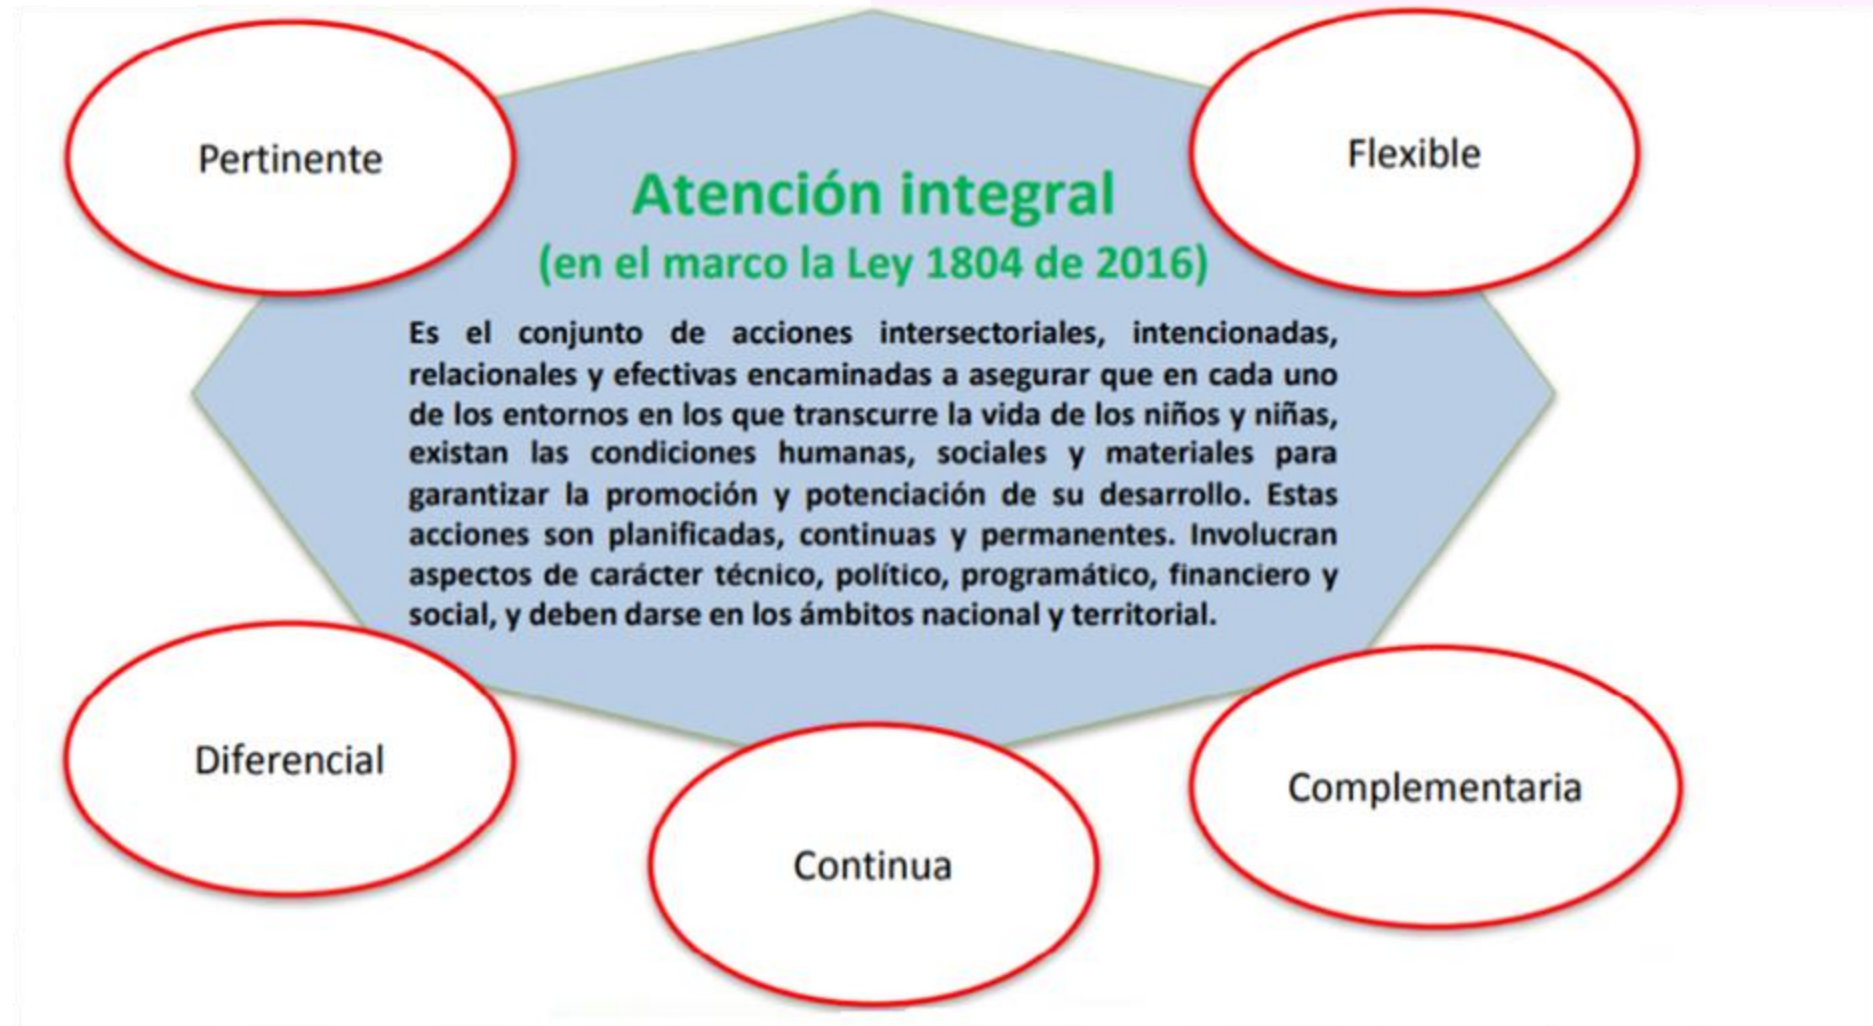 Pertinente
Flexible
Atención integral
(en el marco la Ley 1804 de 2016)
Es el conjunto de acciones intersectoriales, intencionadas,
relacionales y efectivas encaminadas a asegurar que en cada uno
de los entornos en los que transcurre la vida de los niños y niñas,
existan las condiciones humanas, sociales y materiales para
garantizar la promoción y potenciación de su desarrollo. Estas
acciones son planificadas, continuas y permanentes. Involucran
aspectos de carácter técnico, político, programático, financiero y
social, y deben darse en los ámbitos nacional y territorial.
Diferencial
Complementaria
Continua